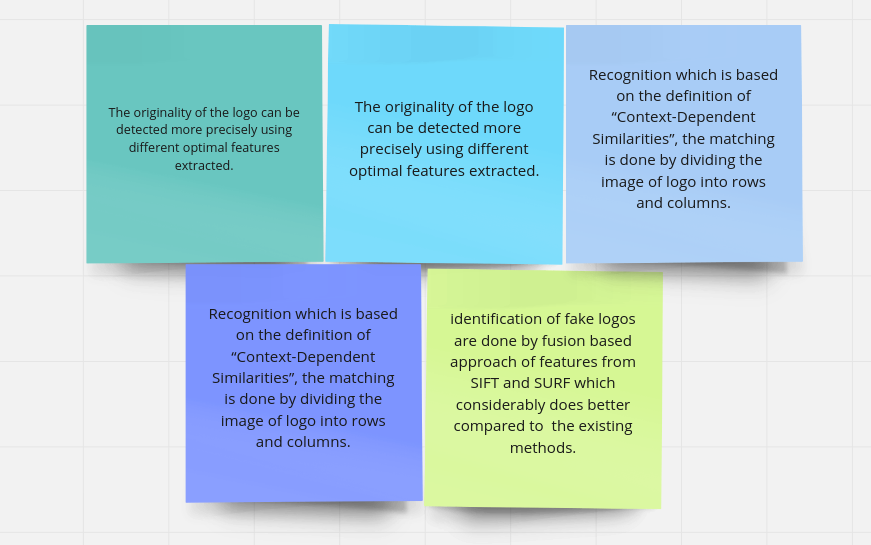 The originality of the logo can be
detected more precisely using
different optimal features
extracted.
The originality of the logo
can be detected more
precisely using different
optimal features extracted.
Recognition which is based
on the definition of
“Context-Dependent
Similarities”, the matching
is done by dividing the
image of logo into rows
and columns.
Recognition which is based
on the definition of
“Context-Dependent
Similarities”, the matching
is done by dividing the
image of logo into rows
and columns.
identification of fake logos
are done by fusion based
approach of features from
SIFT and SURF which
considerably does better
compared to  the existing
methods.